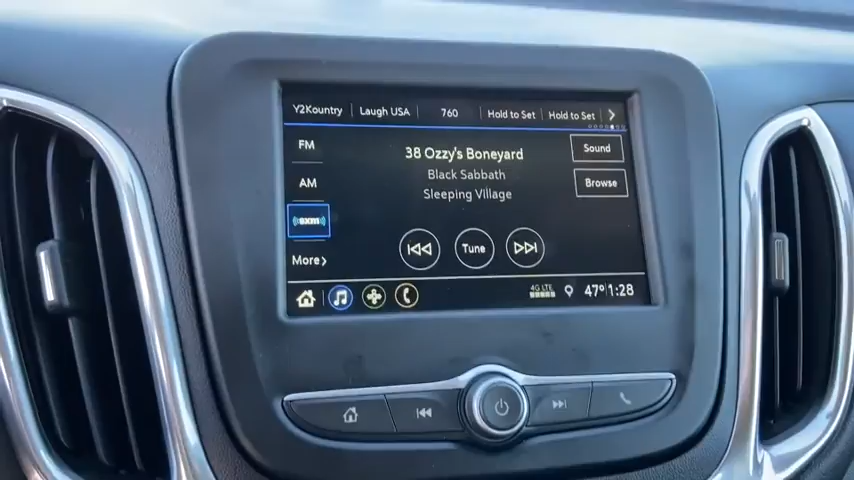 Y2Kountry Laugh USA 760 Hold to Set Hold to Set
FM
38 Ozzy's Boneyard
Sound
Black Sabbath
AM
Browse
Sleeping Village
sxm
Tune
More
4G LTE
47° 1:28